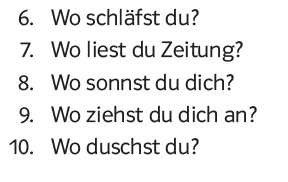 6. Wo schläfst du?
7. Wo liest du Zeitung?
8. Wo sonnst du dich?
9. Wo ziehst du dich an?
10. Wo duschst du?